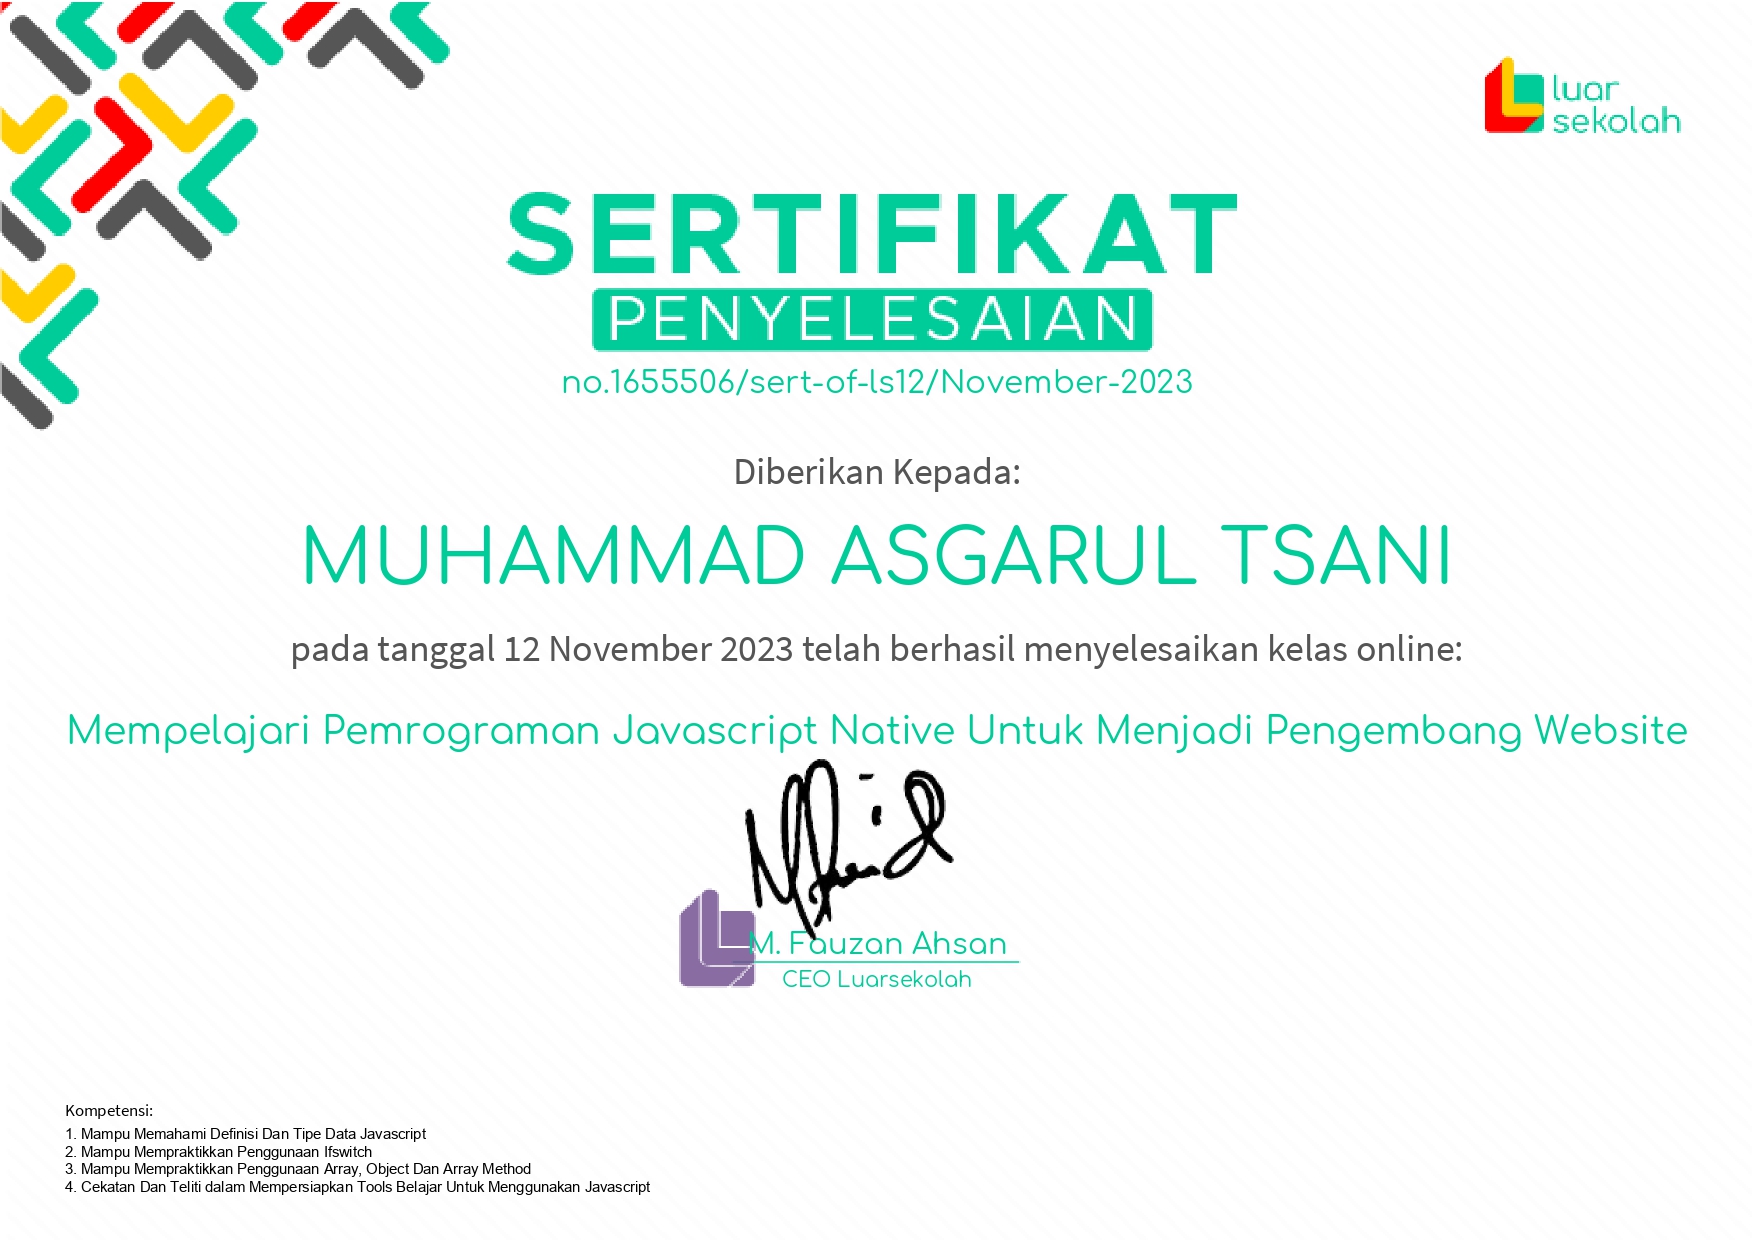 luar
sekolah
SERTIFIKAT
PENYELESAIAN
no.1655506/sert-of-ls12/November-2023
Diberikan Kepada:
MUHAMMAD ASGARUL TSANI
pada tanggal 12 November 2023 telah berhasil menyelesaikan kelas online:
Mempelajari Pemrograman Javascript Native Untuk Menjadi Pengembang Website
M. Fauzan Ahsan
CEO Luarsekolah
Kompetensi:
1. Mampu Memahami Definisi Dan Tipe Data Javascript
2. Mampu Mempraktikkan Penggunaan Ifswitch
3. Mampu Mempraktikkan Penggunaan Array, Object Dan Array Method
4. Cekatan Dan Teliti dalam Mempersiapkan Tools Belajar Untuk Menggunakan Javascript